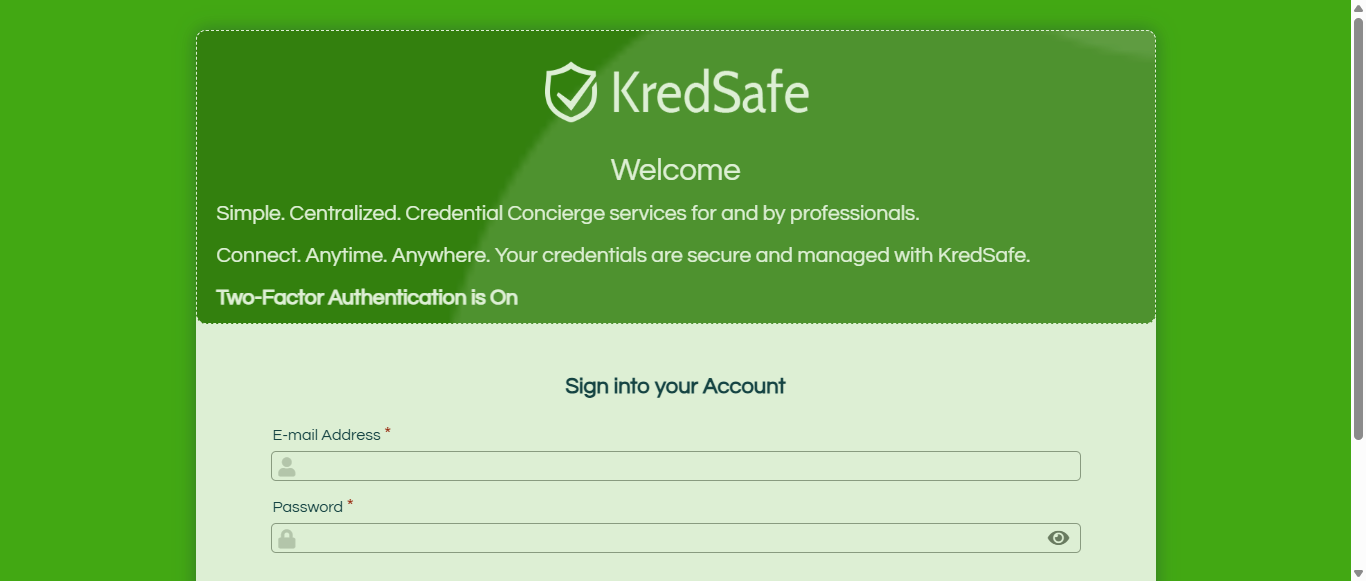 KredSafe
Welcome
Simple. Centralized. Credential Concierge services for and by professionals.
Connect. Anytime. Anywhere. Your credentials are secure and managed with KredSafe.
Two-Factor Authentication is On
Sign into your Account
E-mail Address *
Password *